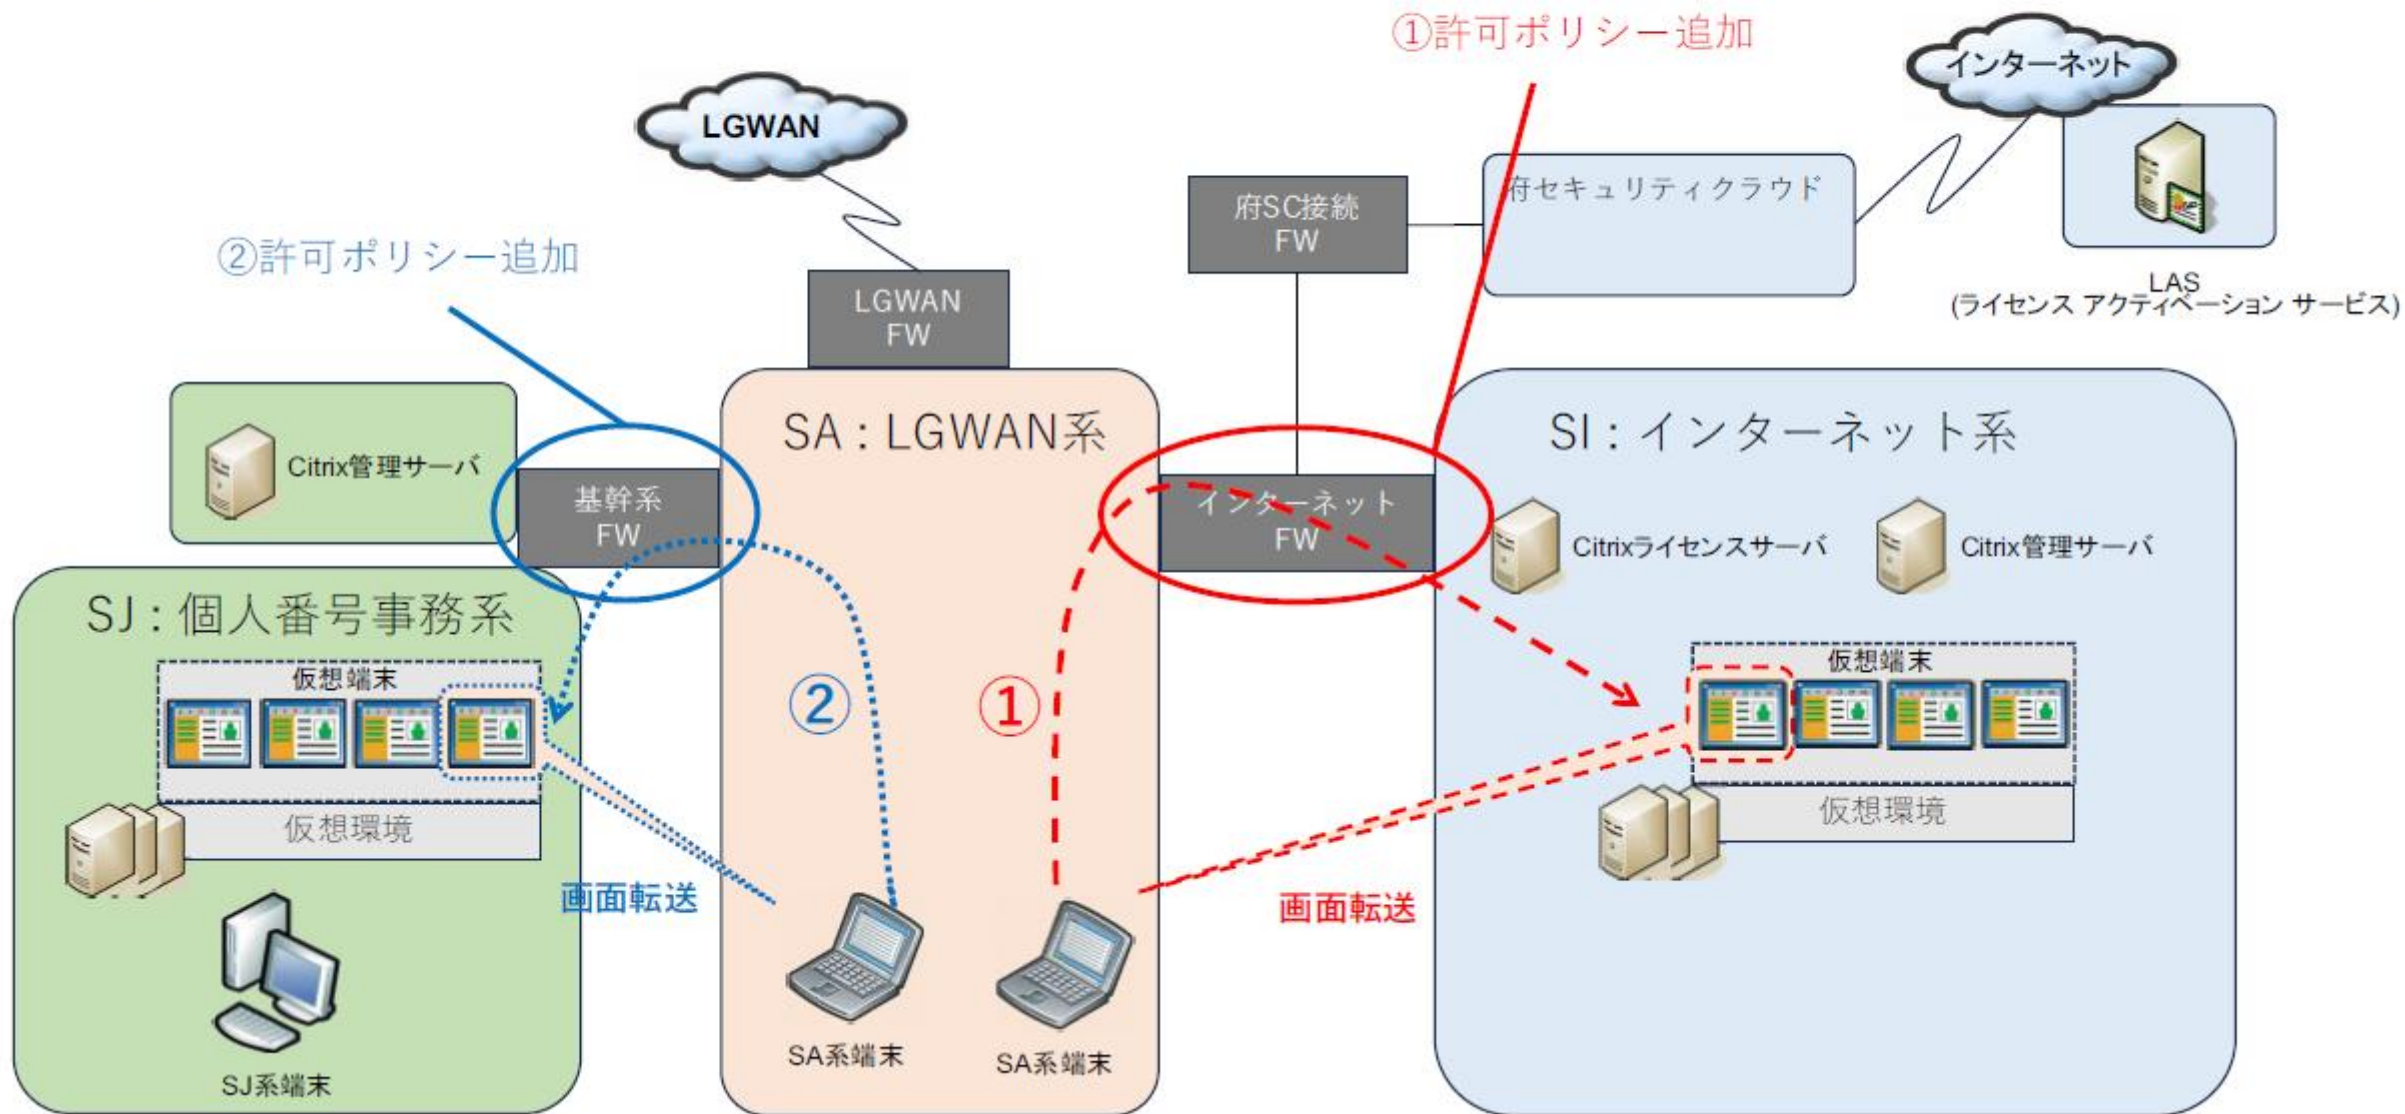 ①許可ポリシー追加
インターネット
LGWAN
府SC接続
FW
府セキュリティクラウド
②許可ポリシー追加
LGWAN
FW
LAS
(ライセンス アクティベーション サービス)
SA：LGWAN系
SI：インターネット系
Citrix管理サーバ
基幹系
FW
インターネット
FW
Citrixライセンスサーバ
Citrix管理サーバ
SJ：個人番号事務系
仮想端末
仮想端末
②
①
仮想環境
仮想環境
画面転送
画面転送
SA系端末
SA系端末
SJ系端末